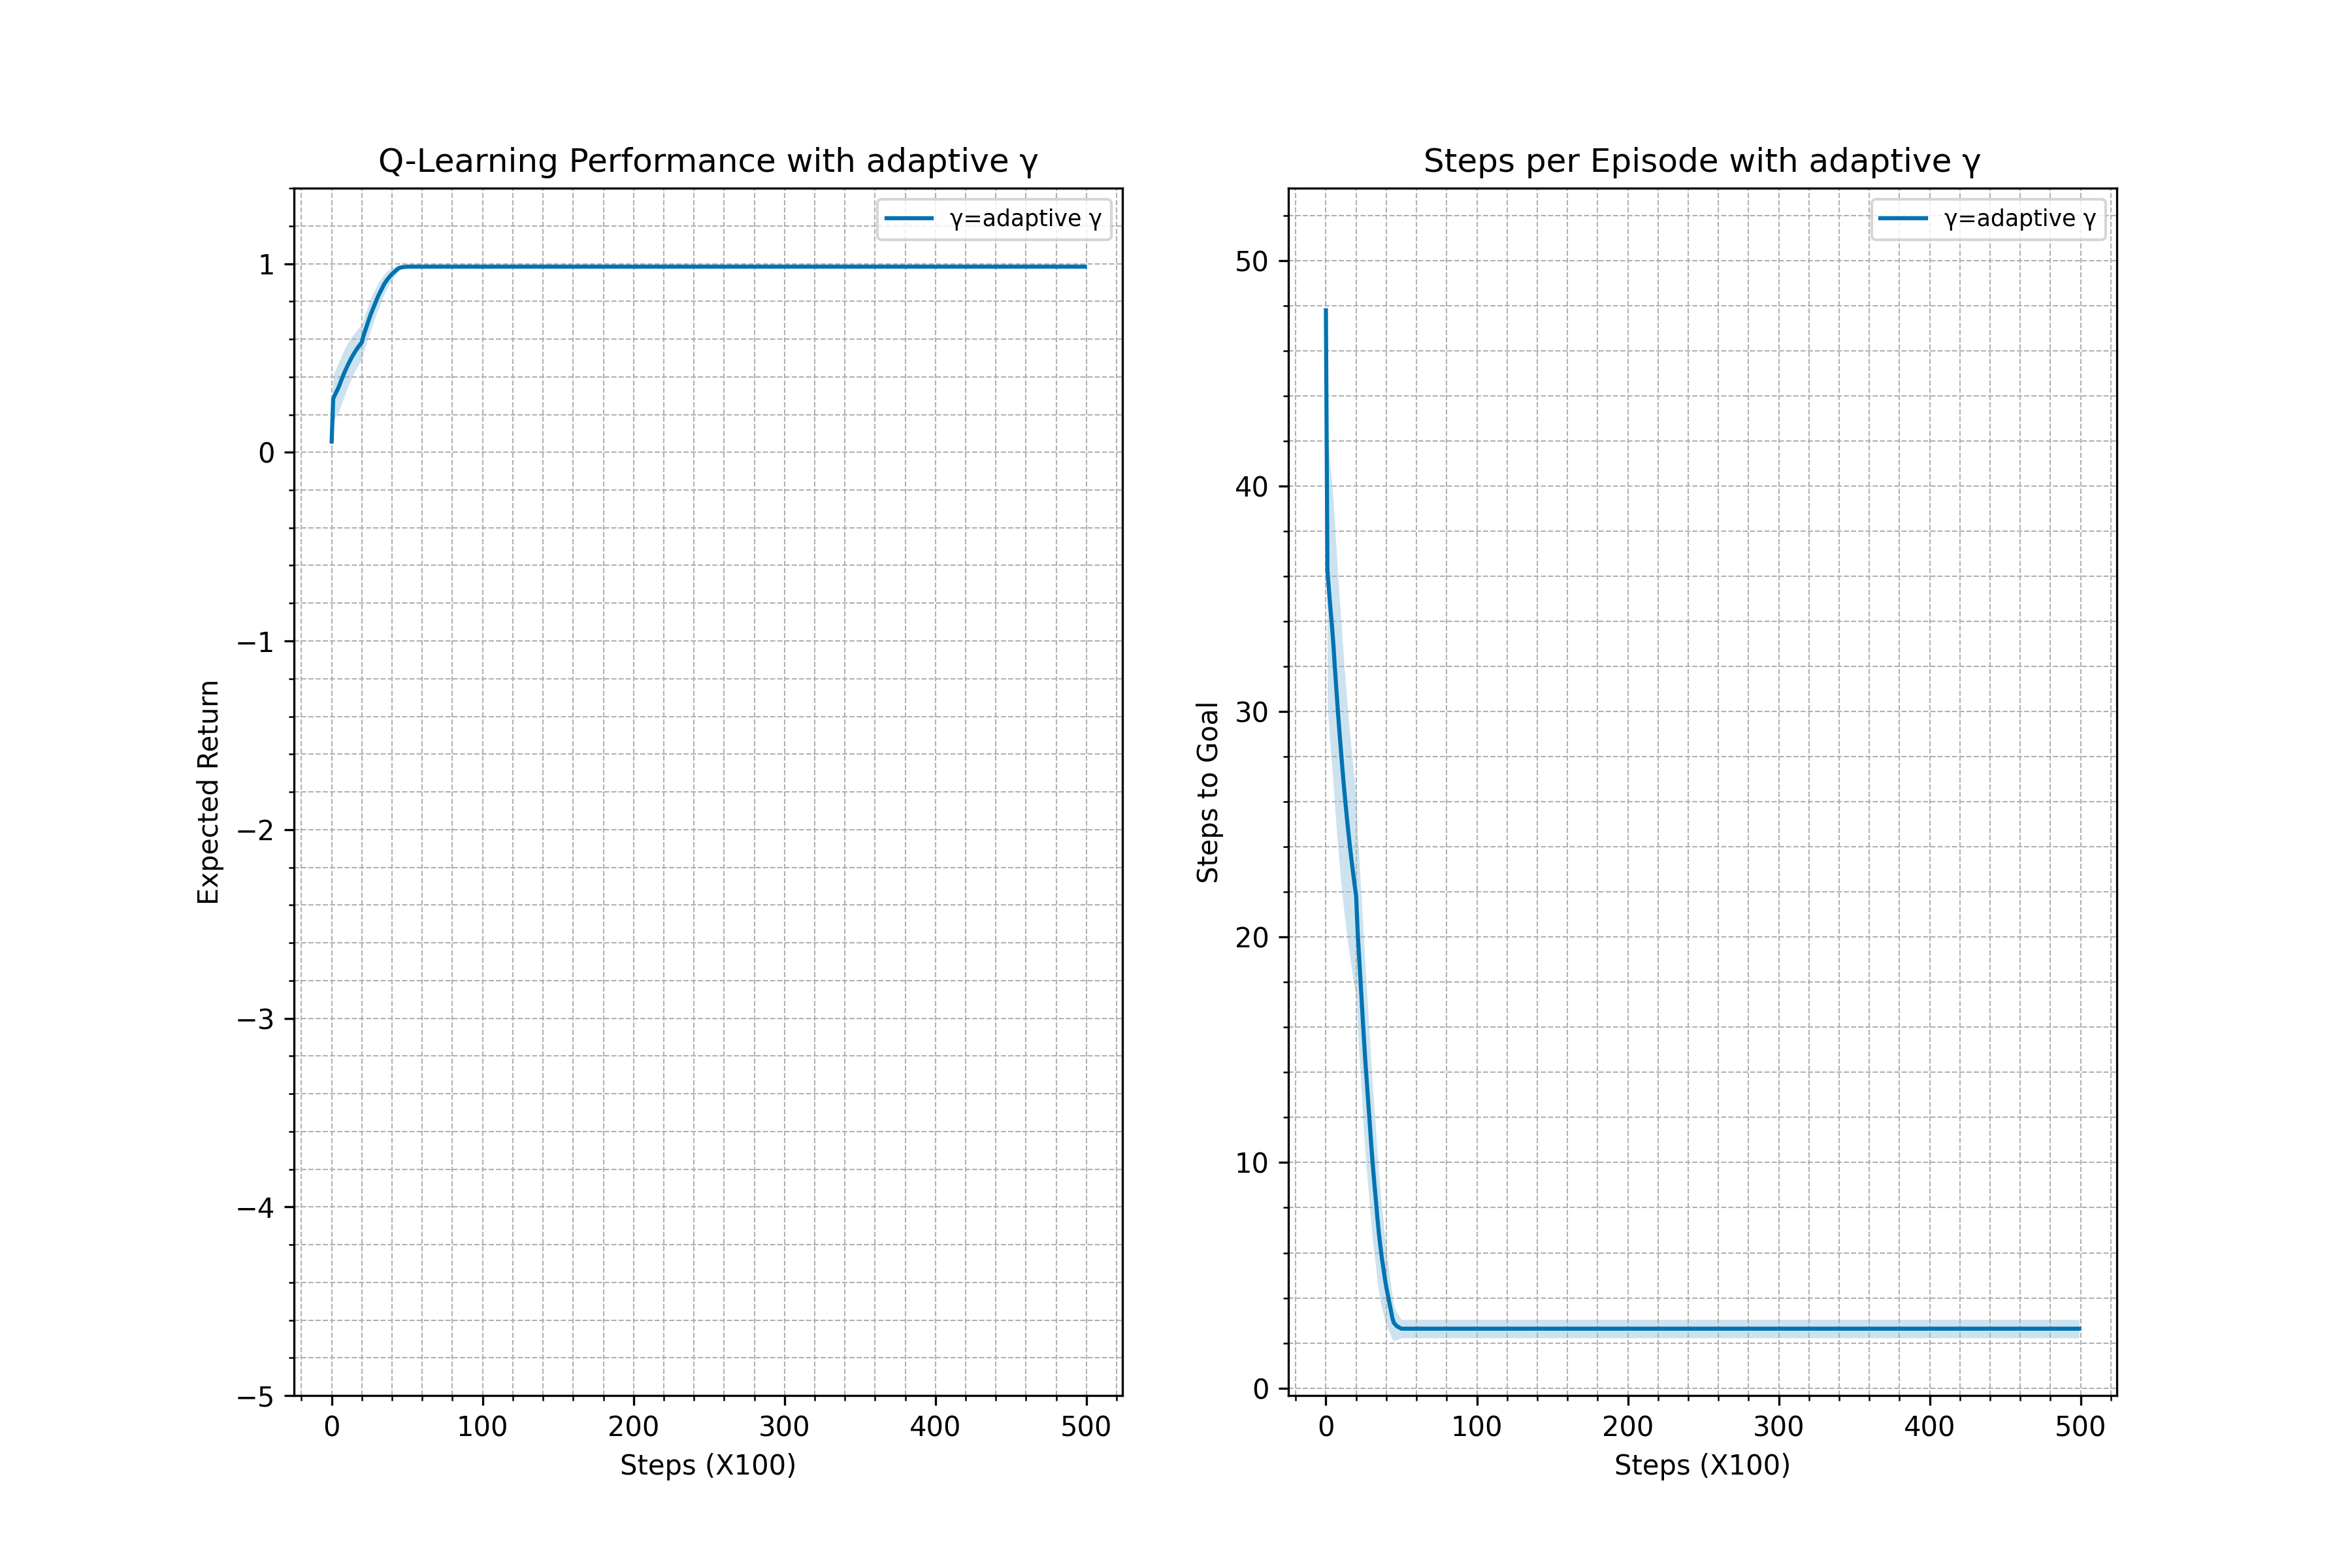 Q-Learning Performance with adaptive γ
γ=adaptive γ
1
0
−1
−2
−3
−4
−5
Expected Return
0 100 200 300 400 500
Steps (X100)
Steps per Episode with adaptive γ
γ=adaptive γ
50
40
30
20
10
0
Steps to Goal
0 100 200 300 400 500
Steps (X100)